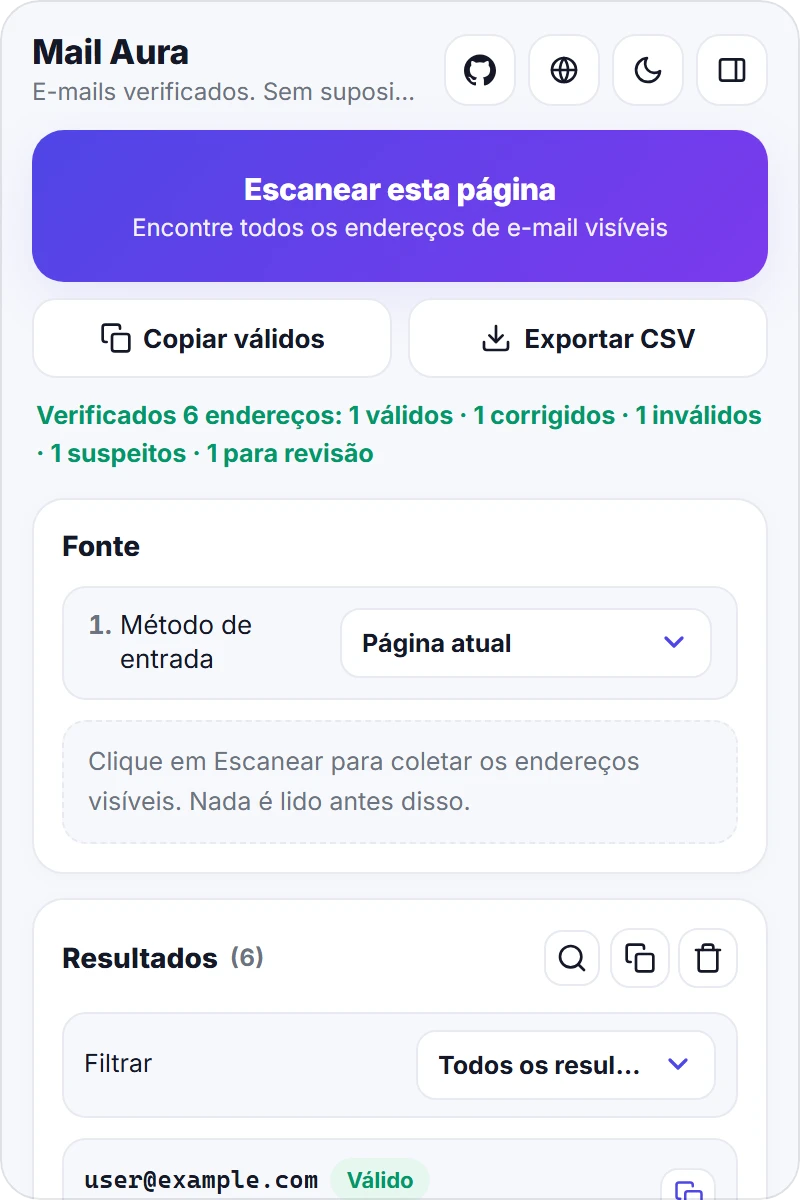 Mail Aura
E-mails verificados. Sem suposi...
Escanear esta página
Encontre todos os endereços de e-mail visíveis
Copiar válidos
Exportar CSV
Verificados 6 endereços: 1 válidos · 1 corrigidos · 1 inválidos
· 1 suspeitos · 1 para revisão
Fonte
1. Método de
entrada
Página atual
Clique em Escanear para coletar os endereços
visíveis. Nada é lido antes disso.
Resultados (6)
Filtrar
Todos os resul...
user@example.com Válido